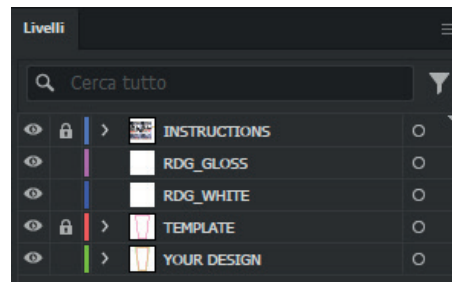 Livelli
Cerca tutto
INSTRUCTIONS
RDG_GLOSS
RDG_WHITE
TEMPLATE
YOUR DESIGN